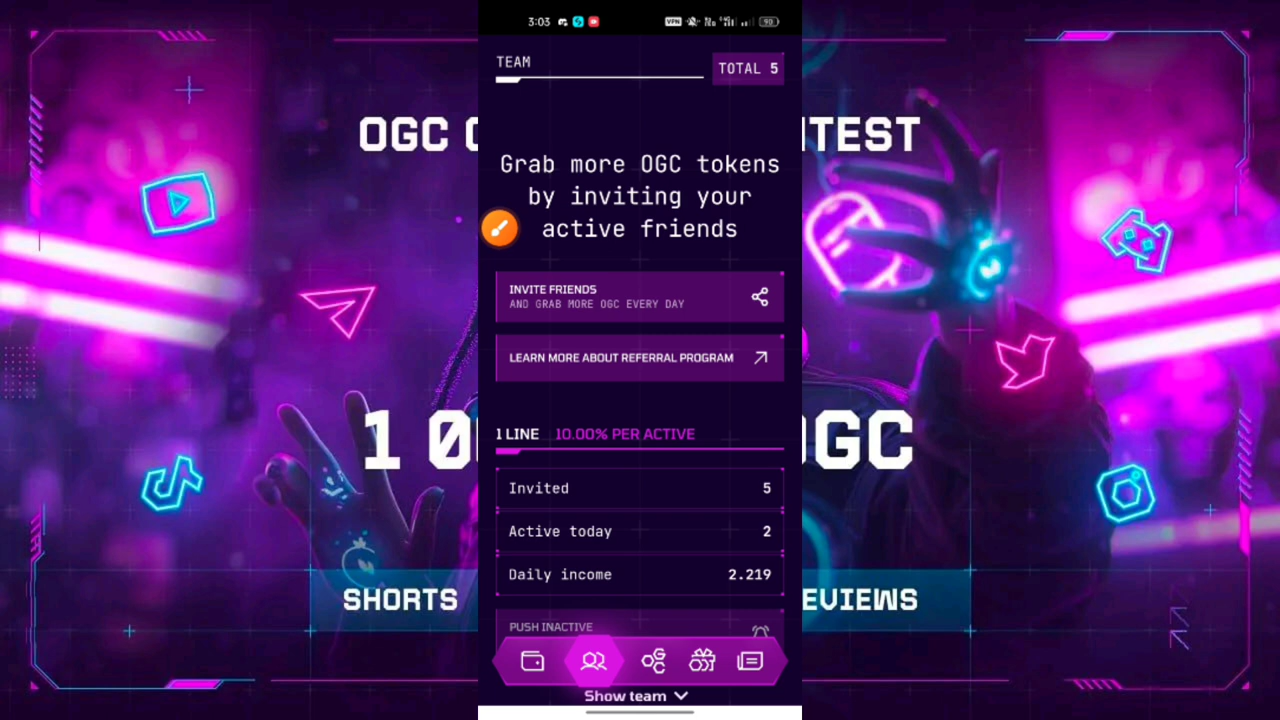 3:03
VPN
90
TEAM
TOTAL 5
OGC
TEST
Grab more OGC tokens
by inviting your
active friends
INVITE FRIENDS
AND GRAB MORE OGC EVERY DAY
LEARN MORE ABOUT REFERRAL PROGRAM
1 LINE 10.00% PER ACTIVE
1 0
OGC
Invited 5
Active today 2
Daily income 2.219
SHORTS
EVIEWS
PUSH INACTIVE
Show team